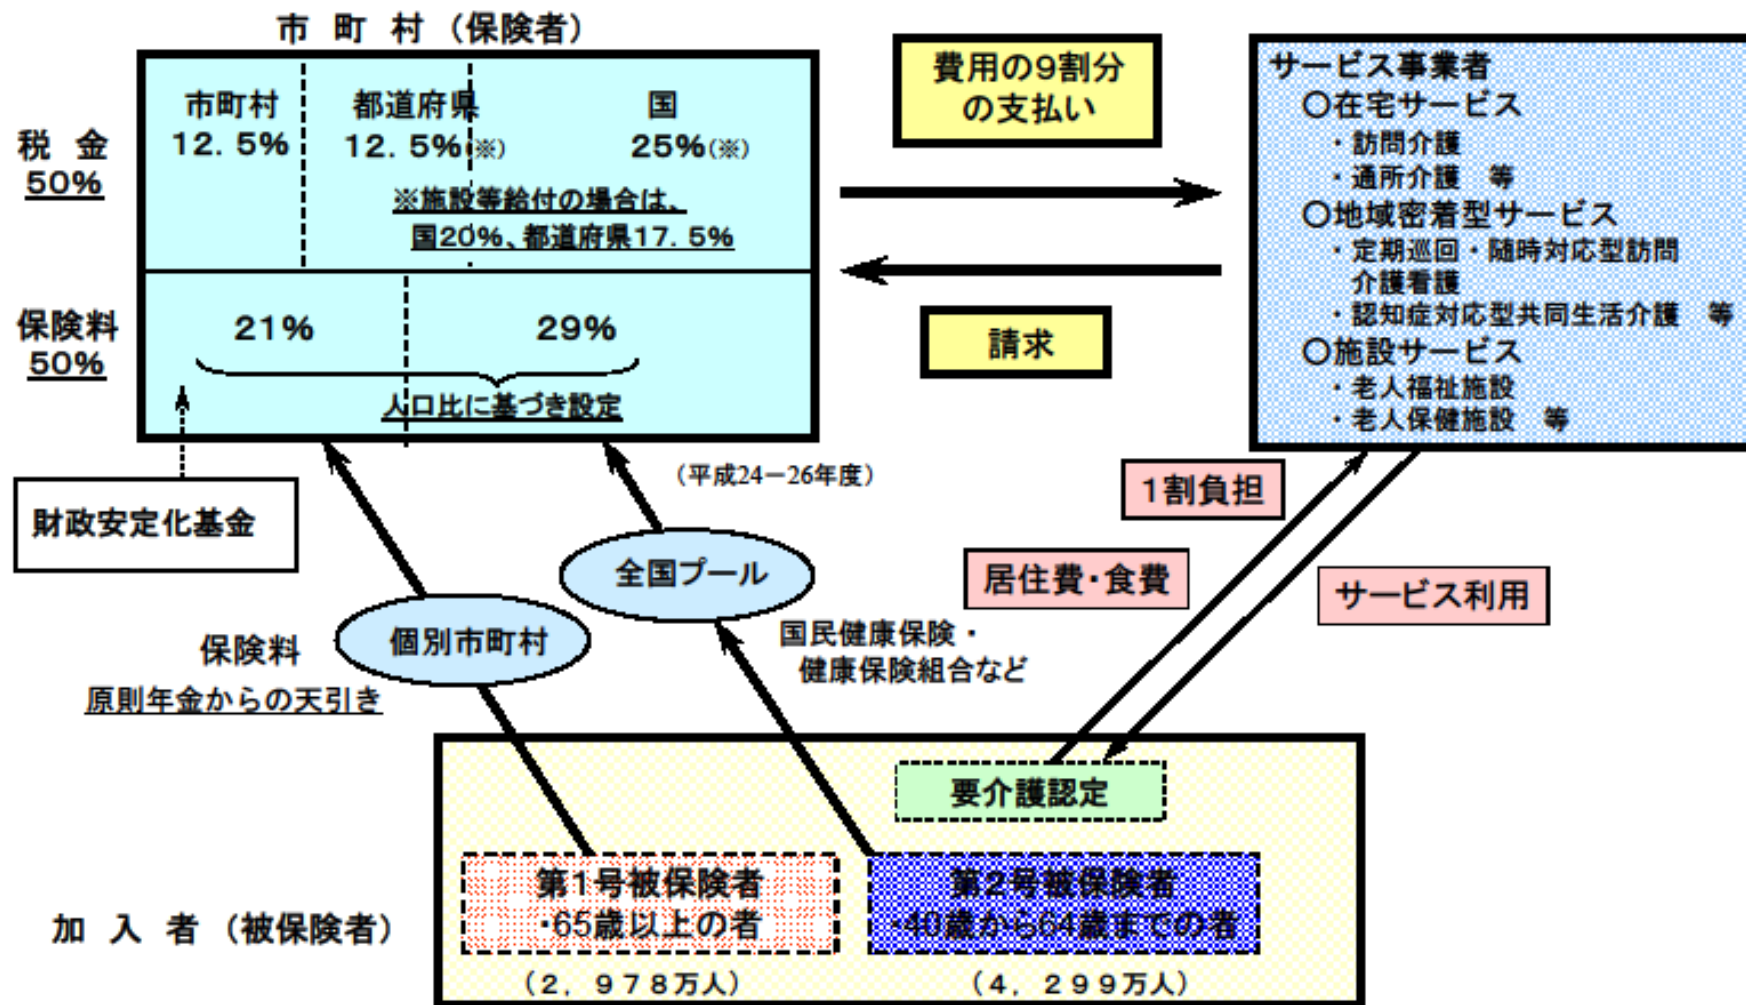 市 町 村 （保険者）
税 金
50%
市町村
12．5%
都道府県
12．5%(※)
国
25%(※)
※施設等給付の場合は、
国20%、都道府県17．5%
保険料
50%
21%
29%
人口比に基づき設定
財政安定化基金
費用の9割分
の支払い
請求
サービス事業者
○在宅サービス
・訪問介護
・通所介護　等
○地域密着型サービス
・定期巡回・随時対応型訪問
介護看護
・認知症対応型共同生活介護　等
○施設サービス
・老人福祉施設
・老人保健施設　等
（平成24－26年度）
1割負担
全国プール
居住費・食費
サービス利用
個別市町村
保険料
原則年金からの天引き
国民健康保険・
健康保険組合など
要介護認定
加 入 者 （被保険者）
第1号被保険者
・65歳以上の者
（2，978万人）
第2号被保険者
・40歳から64歳までの者
（4，299万人）